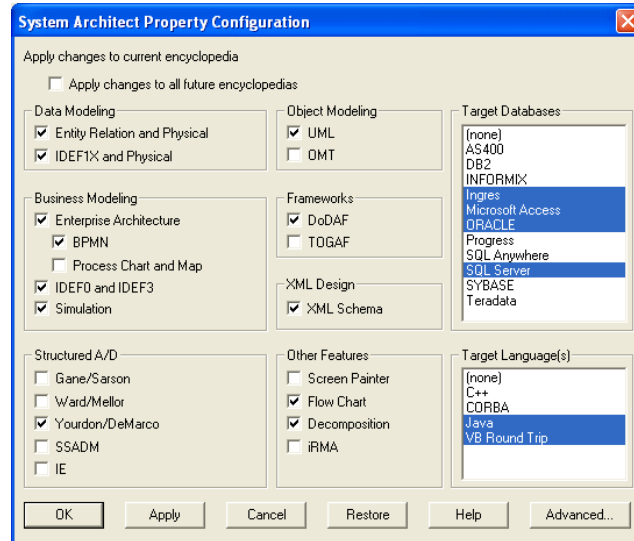 System Architect Property Configuration
Apply changes to current encyclopedia
Apply changes to all future encyclopedias
Data Modeling
Entity Relation and Physical
IDEF1X and Physical
Object Modeling
UML
OMT
Target Databases
(none)
AS400
DB2
INFORMIX
Ingres
Microsoft Access
ORACLE
Progress
SQL Anywhere
SQL Server
SYBASE
Teradata
Business Modeling
Enterprise Architecture
BPMN
Process Chart and Map
IDEF0 and IDEF3
Simulation
Frameworks
DoDAF
TOGAF
XML Design
XML Schema
Structured A/D
Gane/Sarson
Ward/Mellor
Yourdon/DeMarco
SSADM
IE
Other Features
Screen Painter
Flow Chart
Decomposition
iRMA
Target Language(s)
(none)
C++
CORBA
Java
VB Round Trip
OK
Apply
Cancel
Restore
Help
Advanced...